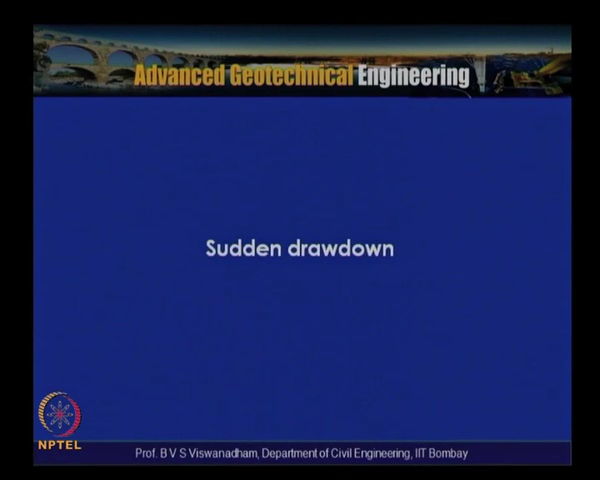 Advanced Geotechnical Engineering
Sudden drawdown
NPTEL
Prof. B V S Viswanadham, Department of Civil Engineering, IIT Bombay